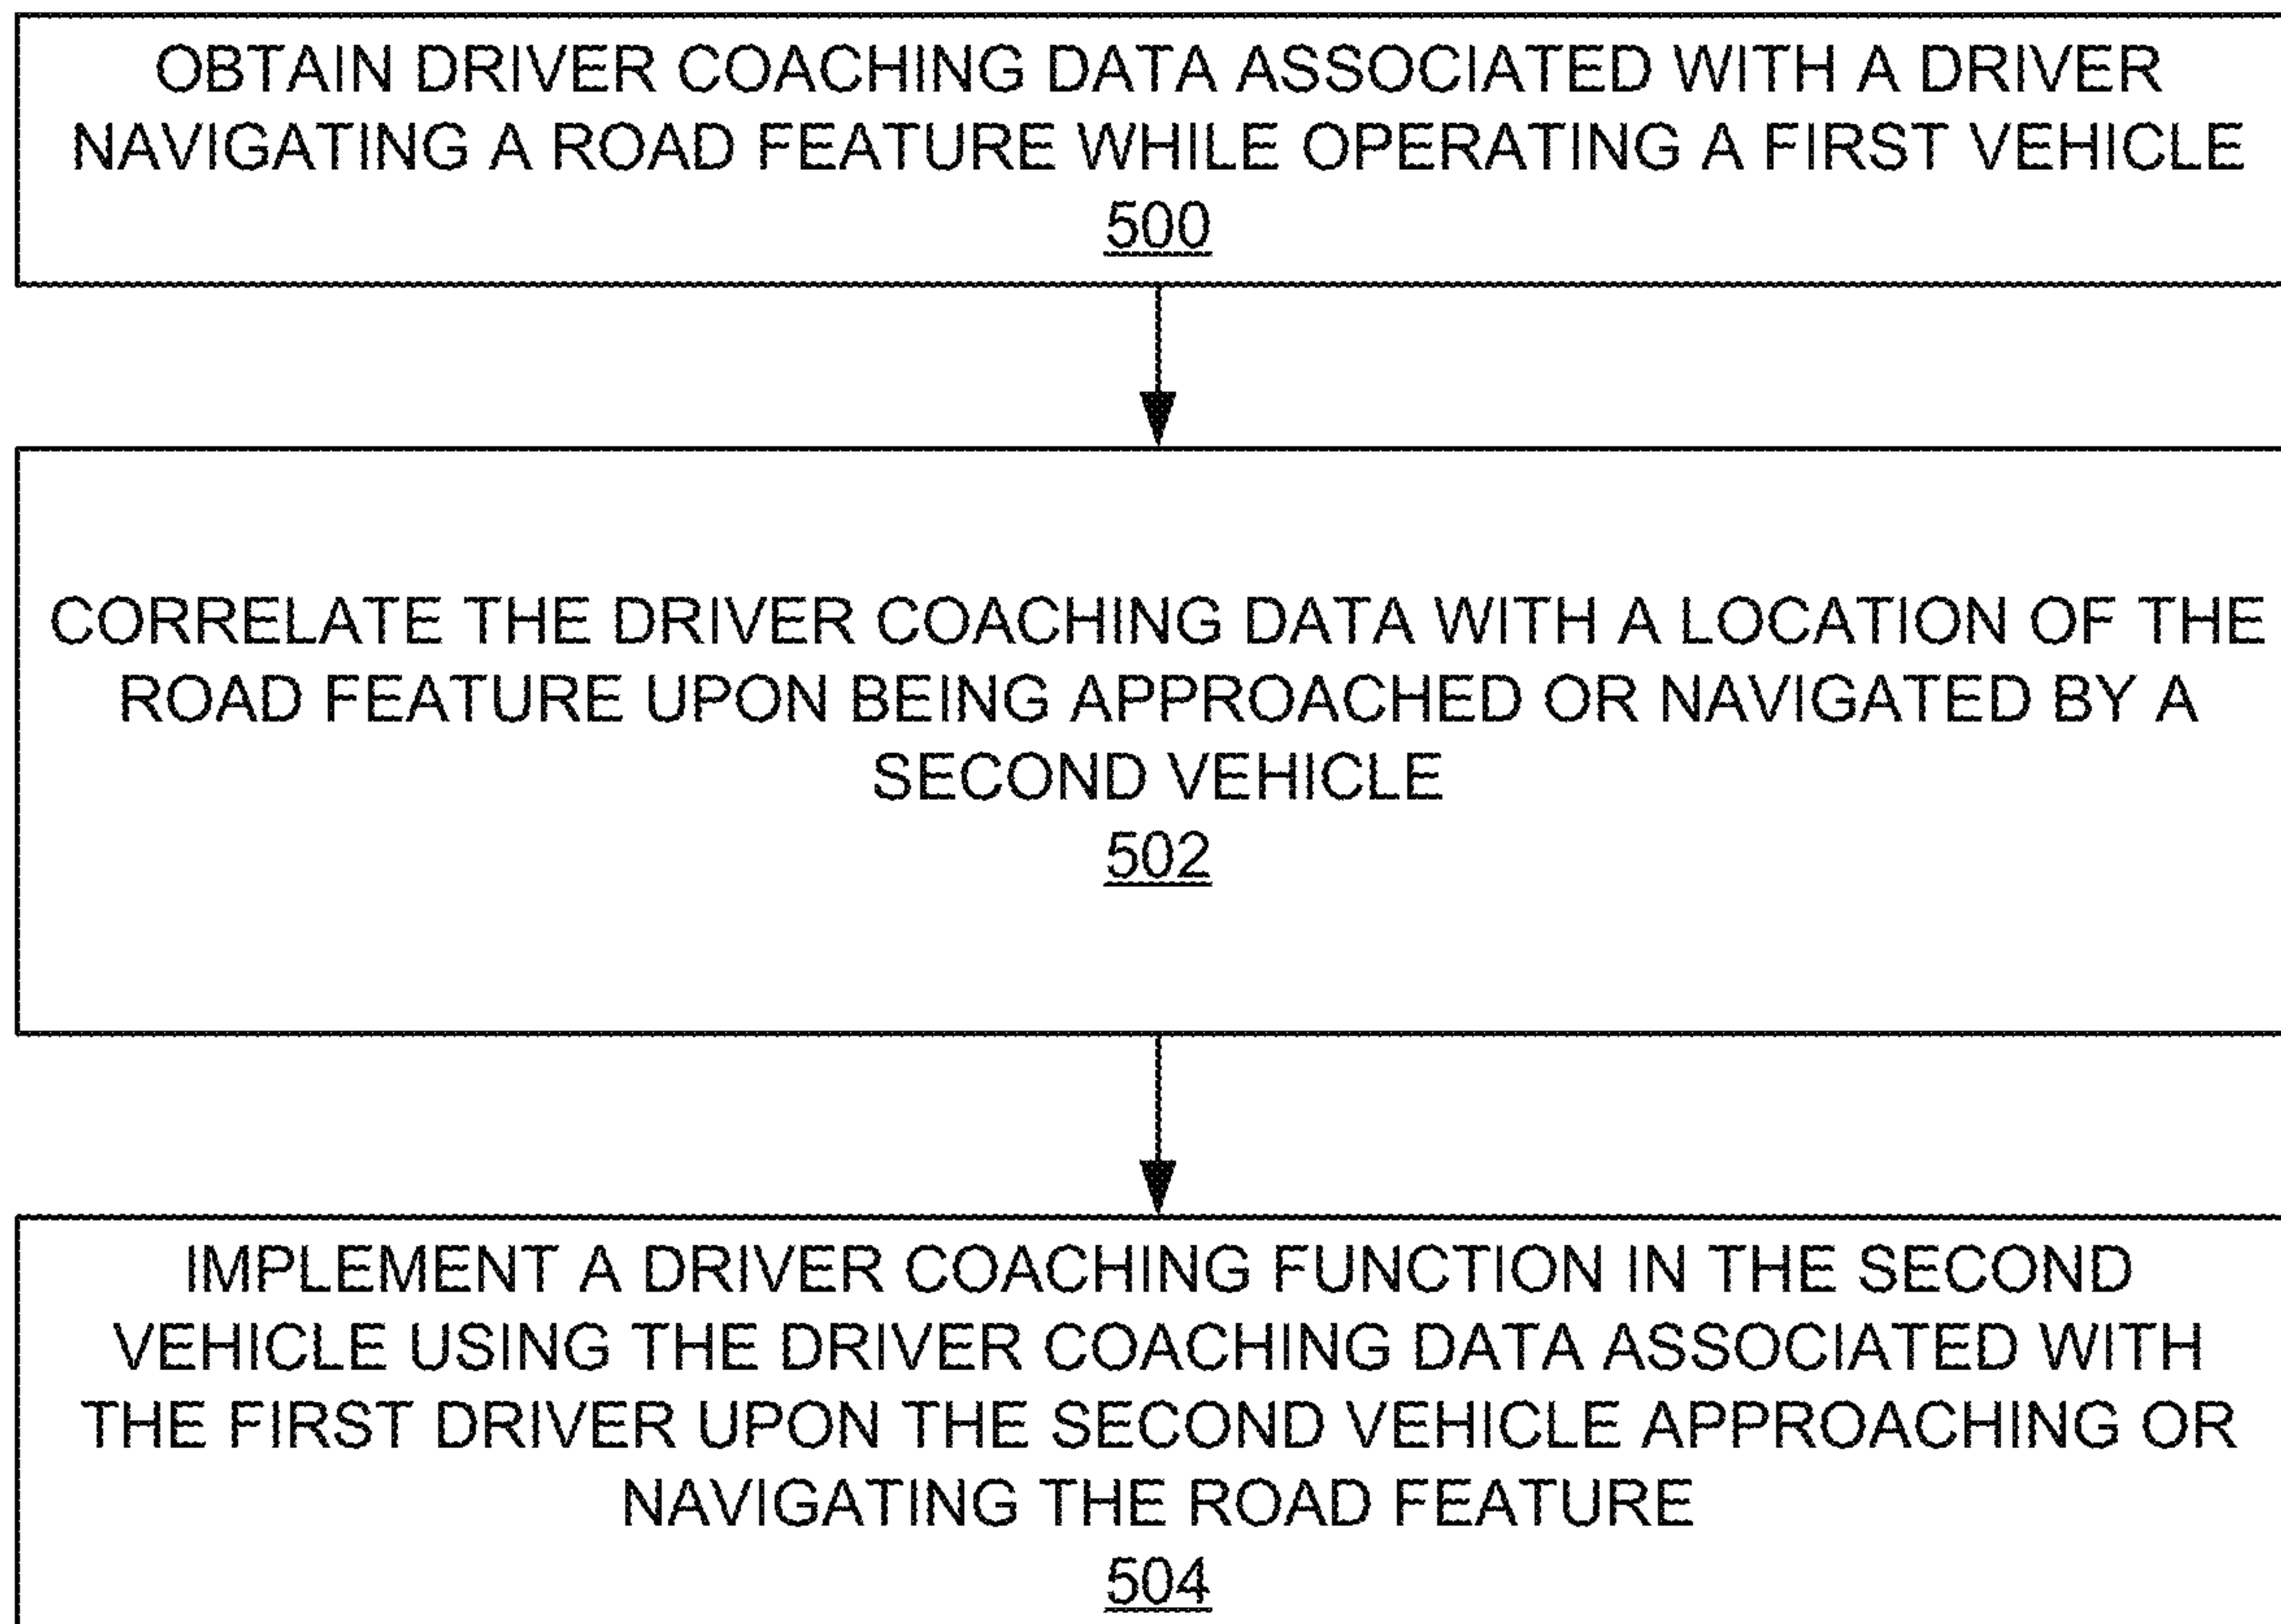 OBTAIN DRIVER COACHING DATA ASSOCIATED WITH A DRIVER
NAVIGATING A ROAD FEATURE WHILE OPERATING A FIRST VEHICLE
500
CORRELATE THE DRIVER COACHING DATA WITH A LOCATION OF THE
ROAD FEATURE UPON BEING APPROACHED OR NAVIGATED BY A
SECOND VEHICLE
502
IMPLEMENT A DRIVER COACHING FUNCTION IN THE SECOND
VEHICLE USING THE DRIVER COACHING DATA ASSOCIATED WITH
THE FIRST DRIVER UPON THE SECOND VEHICLE APPROACHING OR
NAVIGATING THE ROAD FEATURE
504